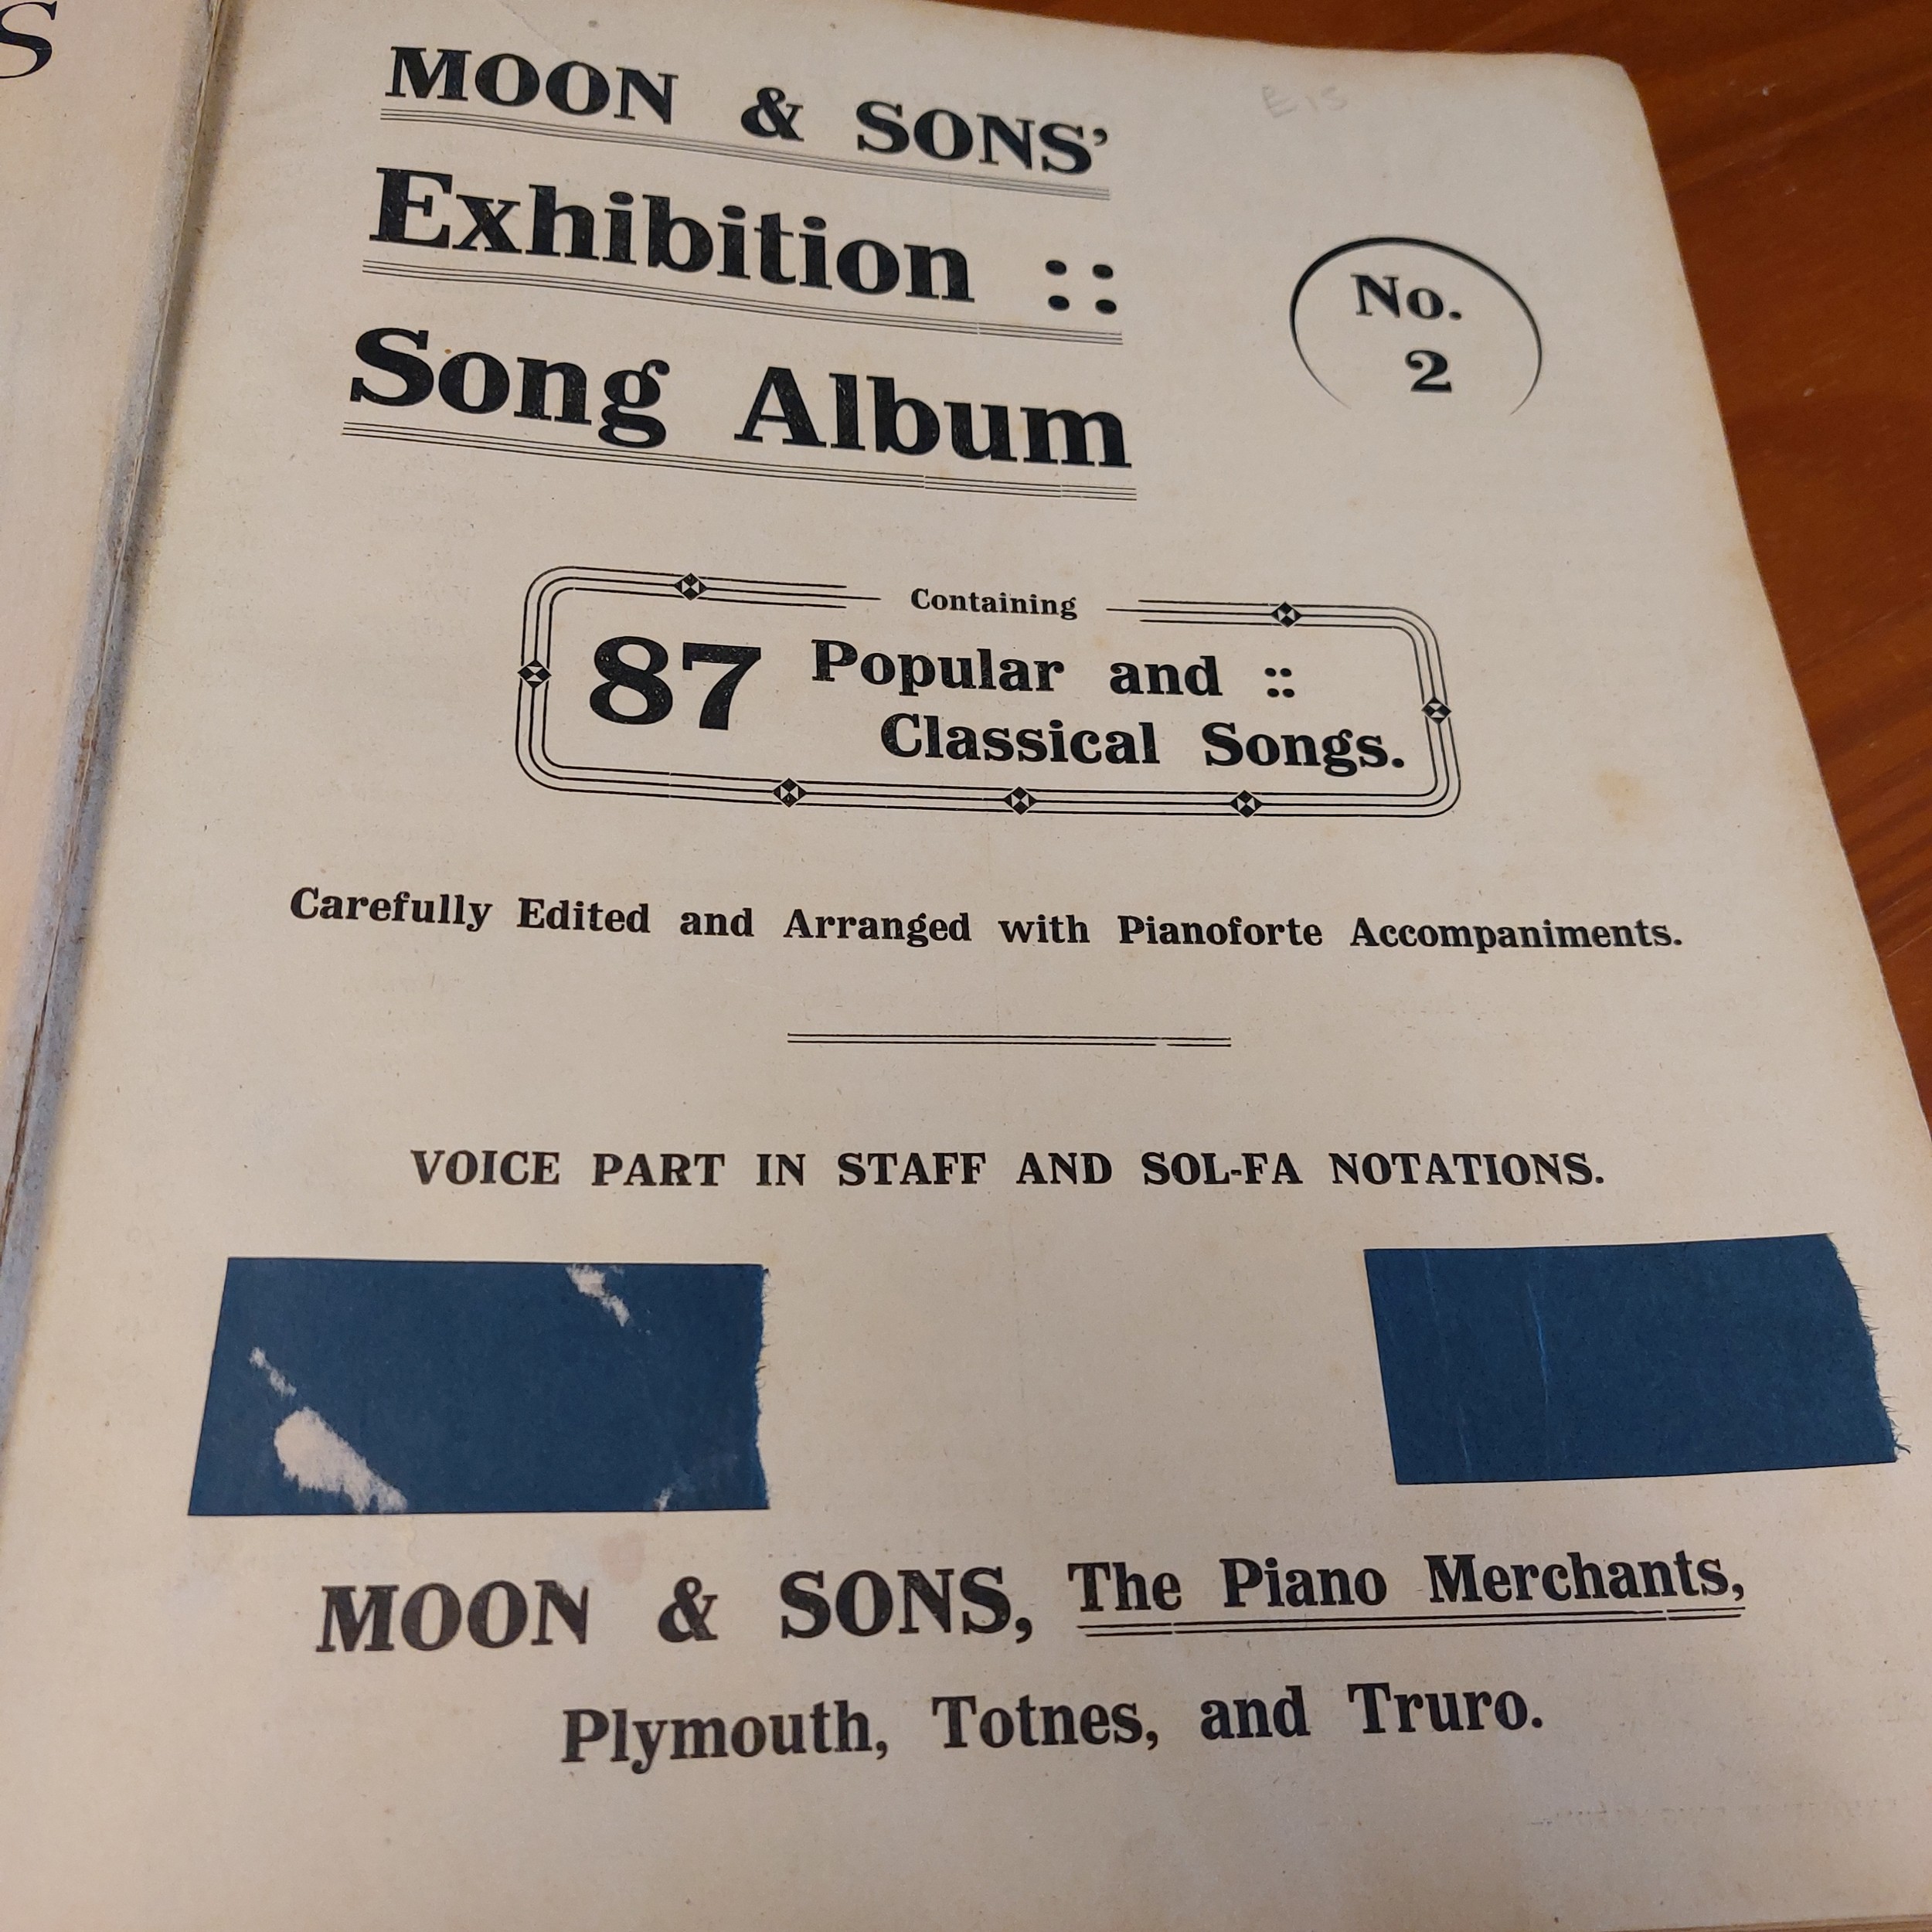 S
MOON & SONS'
E15
Exhibition ::
Song Album
No.
2
Containing
87 Popular and ::
Classical Songs.
Carefully Edited and Arranged with Pianoforte Accompaniments.
VOICE PART IN STAFF AND SOL-FA NOTATIONS.
MOON & SONS, The Piano Merchants,
Plymouth, Totnes, and Truro.